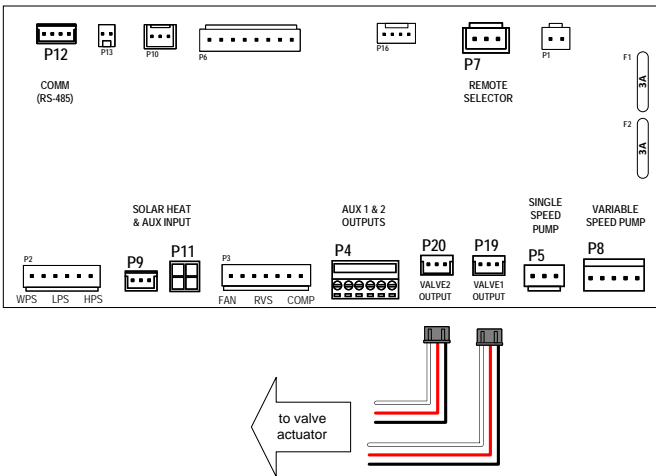 P12
P13
P10
P6
P16
P7
P1
F1
3A
COMM
(RS-485)
REMOTE
SELECTOR
F2
3A
SOLAR HEAT
& AUX INPUT
AUX 1 & 2
OUTPUTS
SINGLE
SPEED
PUMP
VARIABLE
SPEED PUMP
P2
P9
P11
P3
P4
P20
P19
P5
P8
VALVE2
OUTPUT
VALVE1
OUTPUT
WPS LPS HPS
FAN RVS COMP
to valve
actuator